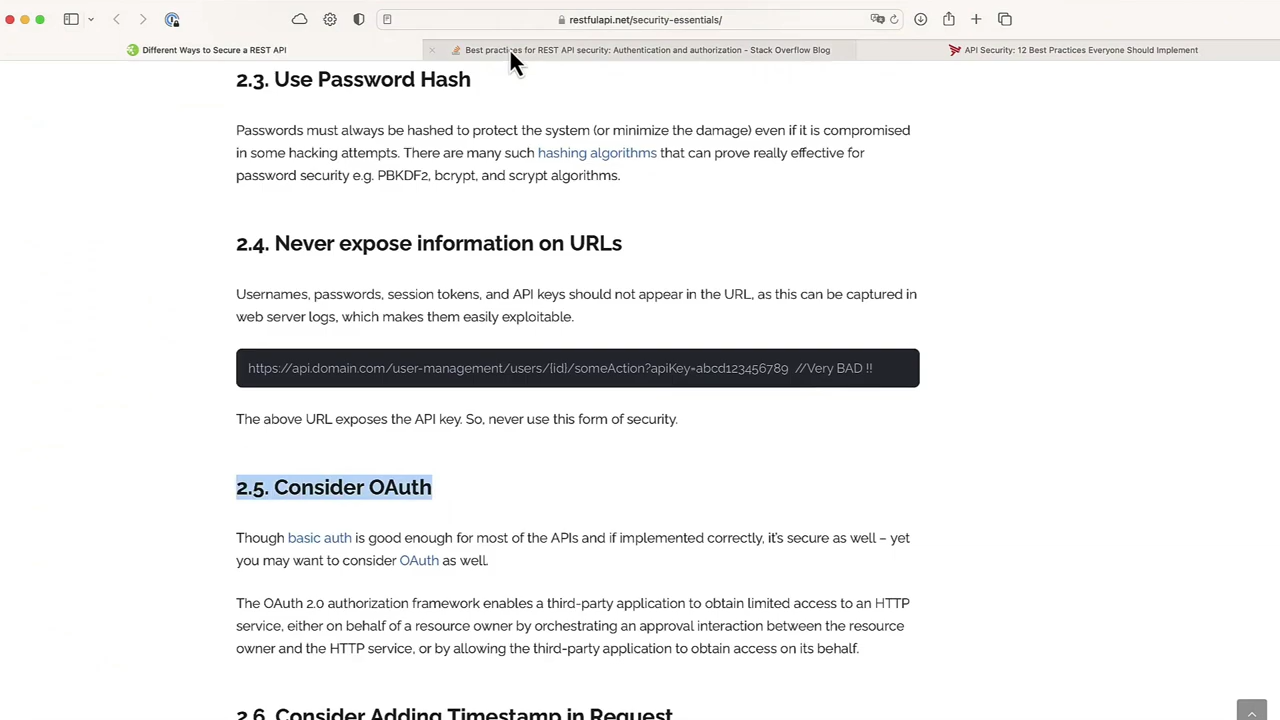 restfulapi.net/security-essentials/
Different Ways to Secure a REST API
Best practices for REST API security: Authentication and authorization - Stack Overflow Blog
API Security: 12 Best Practices Everyone Should Implement
2.3. Use Password Hash
Passwords must always be hashed to protect the system (or minimize the damage) even if it is compromised
in some hacking attempts. There are many such hashing algorithms that can prove really effective for
password security e.g. PBKDF2, bcrypt, and scrypt algorithms.
2.4. Never expose information on URLs
Usernames, passwords, session tokens, and API keys should not appear in the URL, as this can be captured in
web server logs, which makes them easily exploitable.
https://api.domain.com/user-management/users/{id}/someAction?apiKey=abcd123456789 //Very BAD !!
The above URL exposes the API key. So, never use this form of security.
2.5. Consider OAuth
Though basic auth is good enough for most of the APIs and if implemented correctly, it's secure as well – yet
you may want to consider OAuth as well.
The OAuth 2.0 authorization framework enables a third-party application to obtain limited access to an HTTP
service, either on behalf of a resource owner by orchestrating an approval interaction between the resource
owner and the HTTP service, or by allowing the third-party application to obtain access on its behalf.
2.6. Consider Adding Timestamp in Request